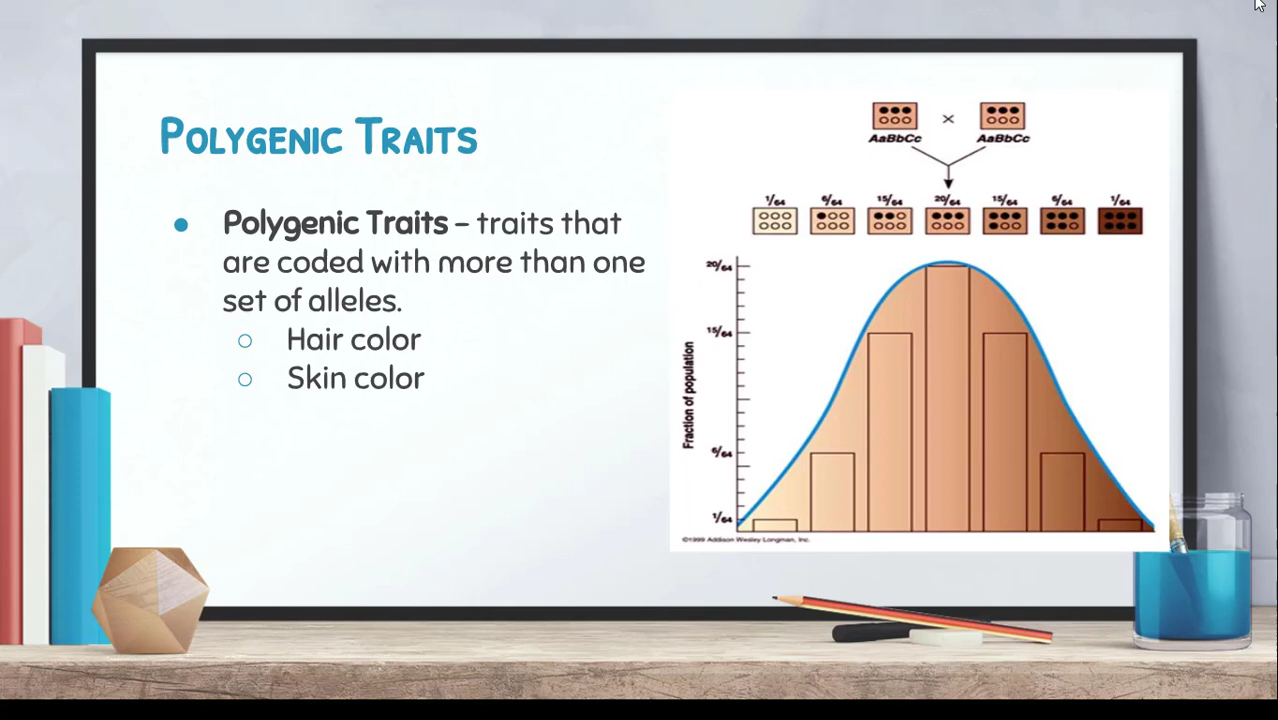 Polygenic Traits
● Polygenic Traits – traits that
are coded with more than one
set of alleles.
○ Hair color
○ Skin color
×
AaBbCc AaBbCc
1/64 6/64 15/64 20/64 15/64 6/64 1/64
20/64
15/64
Fraction of population
6/64
1/64
©1999 Addison Wesley Longman, Inc.